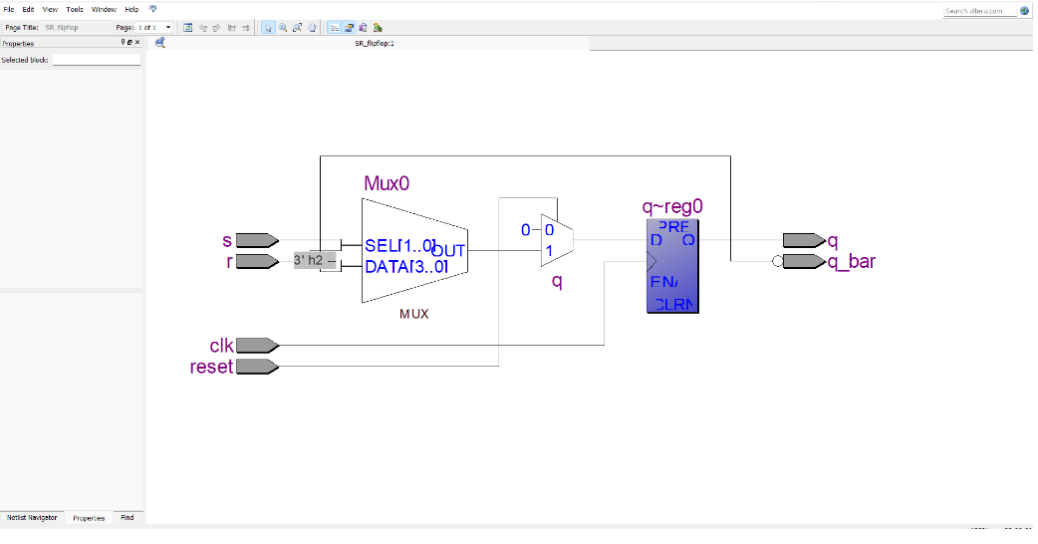 File Edit View Tools Window Help
Search altera.com
Page Title: SR_flipflop Page: 1 of 1
Properties
SR_flipflop:1
Selected block:
Mux0
q~reg0
s
r
3' h2
SEL[1..0]
DATA[3..0]
OUT
MUX
0
0
1
q
PRE
D Q
ENA
CLRN
q
q_bar
clk
reset
Netlist Navigator Properties Find